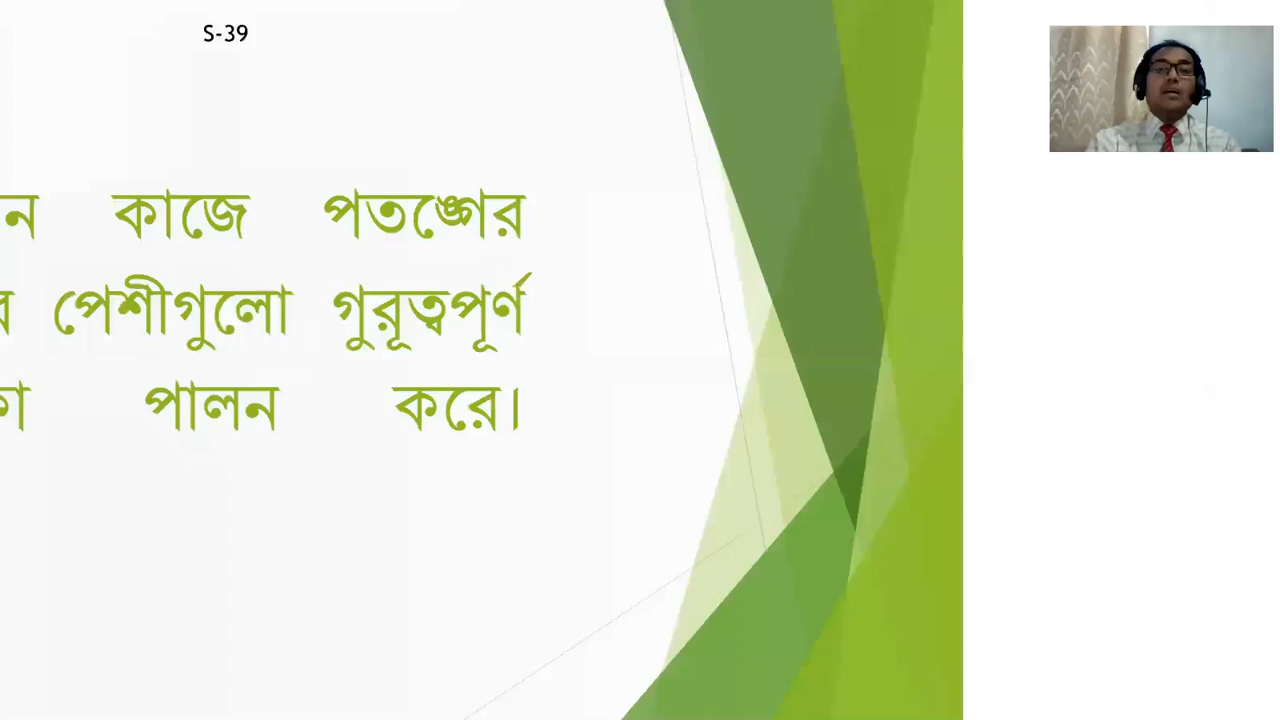 S-39
ন কাজে পতঙ্গের
র পেশীগুলো গুরূত্বপূর্ণ
কা পালন করে।